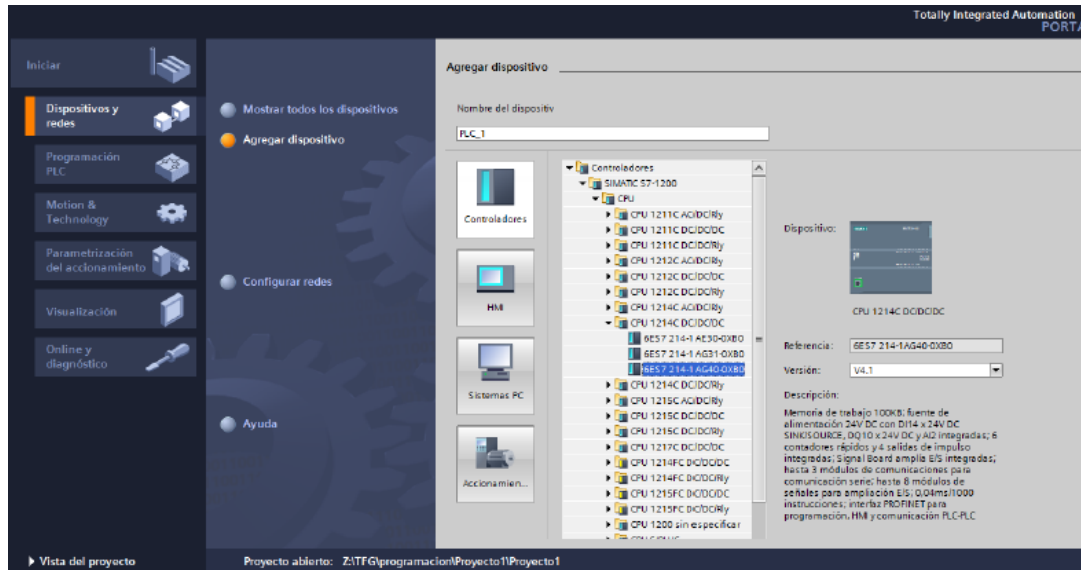 Totally Integrated Automation
PORTA
Iniciar
Dispositivos y
redes
Programación
PLC
Motion &
Technology
Parametrización
del accionamiento
Visualización
Online y
diagnóstico
Mostrar todos los dispositivos
Agregar dispositivo
Configurar redes
Ayuda
Agregar dispositivo
Nombre del dispositiv
PLC_1
Controladores
HMI
Sistemas PC
Accionamien...
Controladores
SIMATIC S7-1200
CPU
CPU 1211C AC/DC/Rly
CPU 1211C DC/DC/DC
CPU 1211C DC/DC/Rly
CPU 1212C AC/DC/Rly
CPU 1212C DC/DC/DC
CPU 1212C DC/DC/Rly
CPU 1214C AC/DC/Rly
CPU 1214C DC/DC/DC
6ES7 214-1AE30-0XB0
6ES7 214-1AG31-0XB0
6ES7 214-1AG40-0XB0
CPU 1214C DC/DC/Rly
CPU 1215C AC/DC/Rly
CPU 1215C DC/DC/DC
CPU 1215C DC/DC/Rly
CPU 1217C DC/DC/DC
CPU 1214FC DC/DC/DC
CPU 1214FC DC/DC/Rly
CPU 1215FC DC/DC/DC
CPU 1215FC DC/DC/Rly
CPU 1200 sin especificar
Dispositivo:
CPU 1214C DC/DC/DC
Referencia:
6ES7 214-1AG40-0XB0
Versión:
V4.1
Descripción:
Memoria de trabajo 100KB; fuente de
alimentación 24V DC con DI14 x 24V DC
SINK/SOURCE, DQ10 x 24V DC y AI2 integradas; 6
contadores rápidos y 4 salidas de impulso
integradas; Signal Board amplía E/S integradas;
hasta 3 módulos de comunicaciones para
comunicación serie; hasta 8 módulos de
señales para ampliación E/S; 0,04ms/1000
instrucciones; interfaz PROFINET para
programación, HMI y comunicación PLC-PLC
Vista del proyecto
Proyecto abierto: Z:\TFG\programacion\Proyecto1\Proyecto1